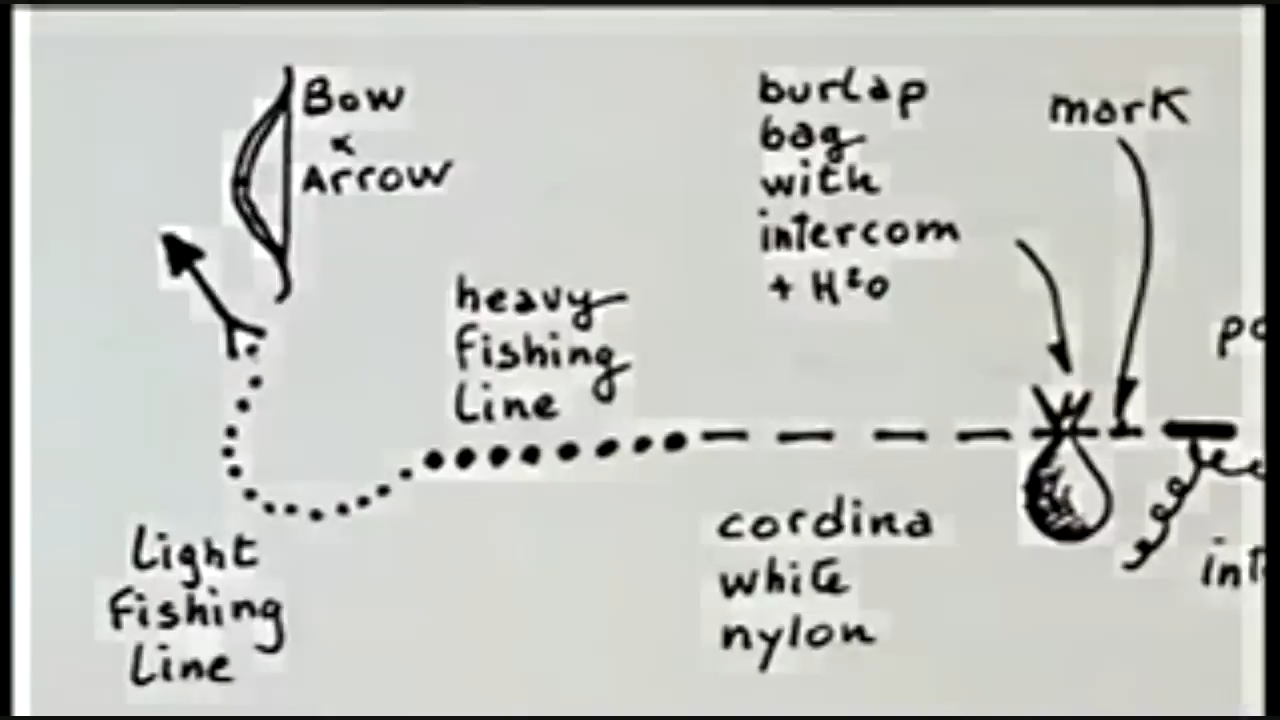 Bow
&
Arrow
burlap
bag
with
intercom
+ H²O
mark
heavy
fishing
Line
Light
Fishing
Line
cordina
white
nylon